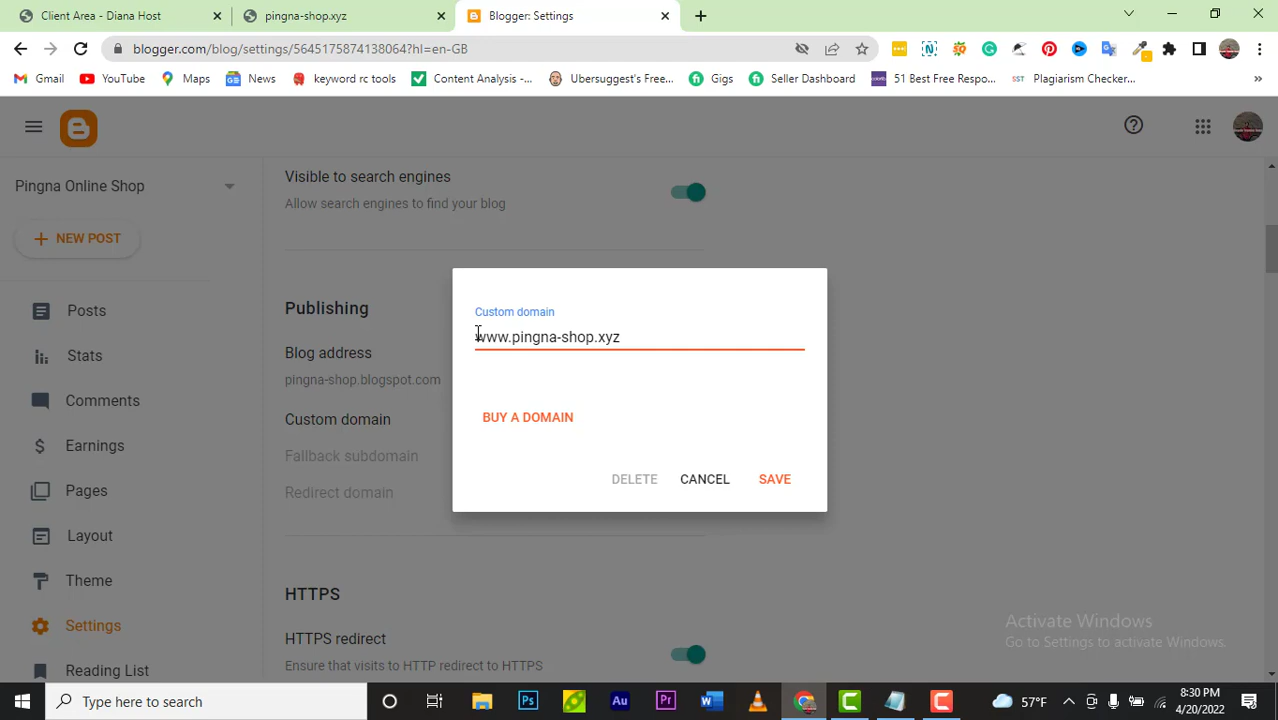 Client Area - Diana Host
pingna-shop.xyz
Blogger: Settings
blogger.com/blog/settings/5645175874138064?hl=en-GB
Gmail
YouTube
Maps
News
keyword rc tools
Content Analysis -...
Ubersuggest's Free...
Gigs
Seller Dashboard
51 Best Free Respo...
SST Plagiarism Checker...
Pingna Online Shop
NEW POST
Posts
Stats
Comments
Earnings
Pages
Layout
Theme
Settings
Reading List
Visible to search engines
Allow search engines to find your blog
Publishing
Blog address
pingna-shop.blogspot.com
Custom domain
Fallback subdomain
Redirect domain
HTTPS
HTTPS redirect
Ensure that visits to HTTP redirect to HTTPS
Custom domain
www.pingna-shop.xyz
BUY A DOMAIN
DELETE CANCEL SAVE
Activate Windows
Go to Settings to activate Windows.
Type here to search
Ps
Au
Pr
W
57°F
8:30 PM
4/20/2022